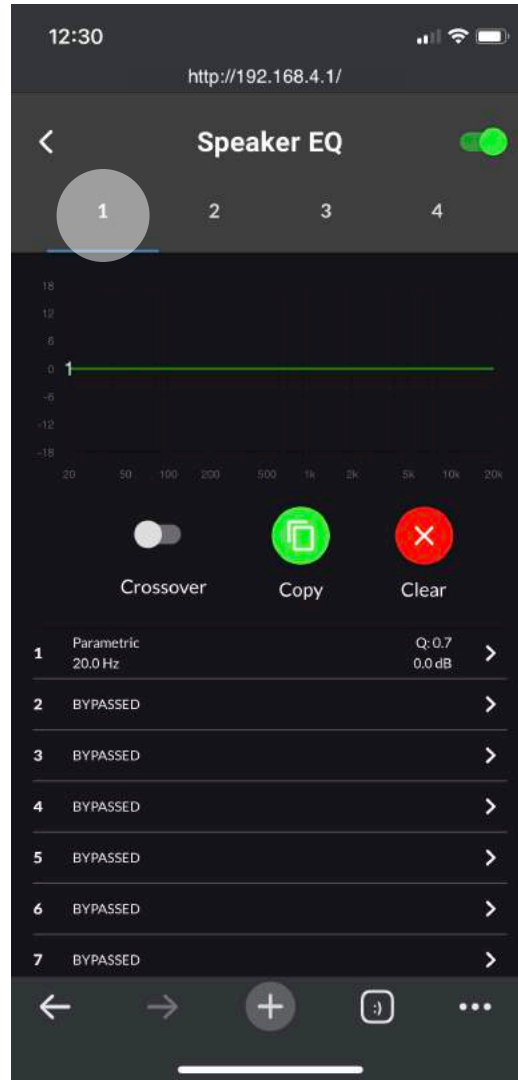 12:30
http://192.168.4.1/
Speaker EQ
1 2 3 4
18
12
6
0 1
-6
-12
-18
20 50 100 200 500 1k 2k 5k 10k 20k
Crossover Copy Clear
1 Parametric Q: 0.7
20.0 Hz 0.0 dB
2 BYPASSED
3 BYPASSED
4 BYPASSED
5 BYPASSED
6 BYPASSED
7 BYPASSED
:)